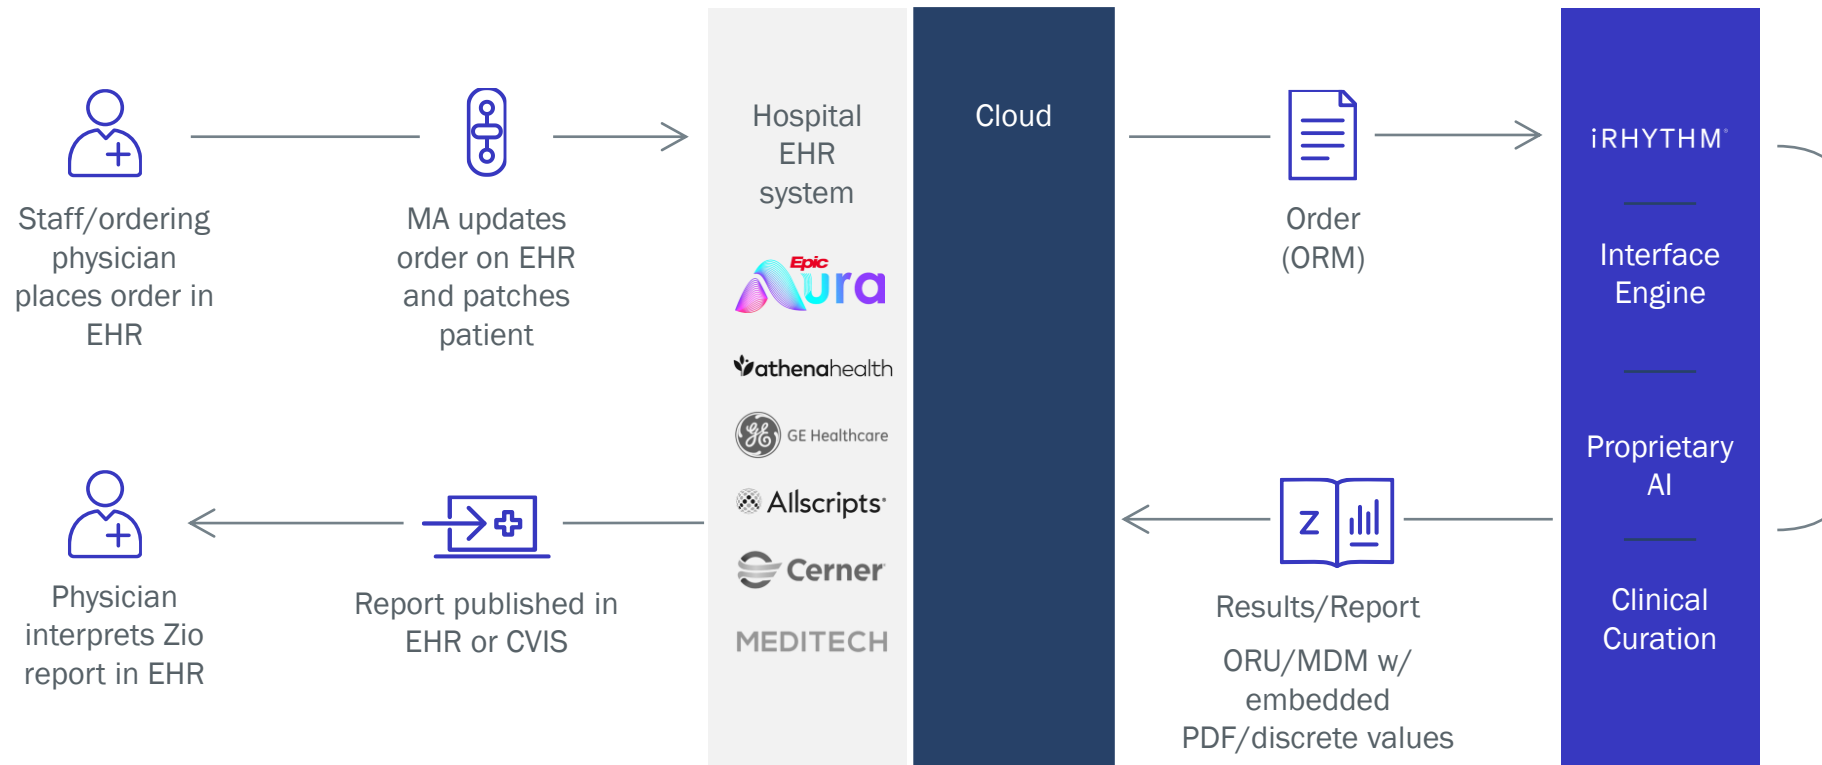 Staff/ordering
physician
places order in
EHR
MA updates
order on EHR
and patches
patient
Hospital
EHR
system
Epic
Aura
athenahealth
GE Healthcare
Allscripts
Cerner
MEDITECH
Cloud
Order
(ORM)
iRHYTHM
Interface
Engine
Proprietary
AI
Clinical
Curation
Z
Results/Report
ORU/MDM w/
embedded
PDF/discrete values
Report published in
EHR or CVIS
Physician
interprets Zio
report in EHR